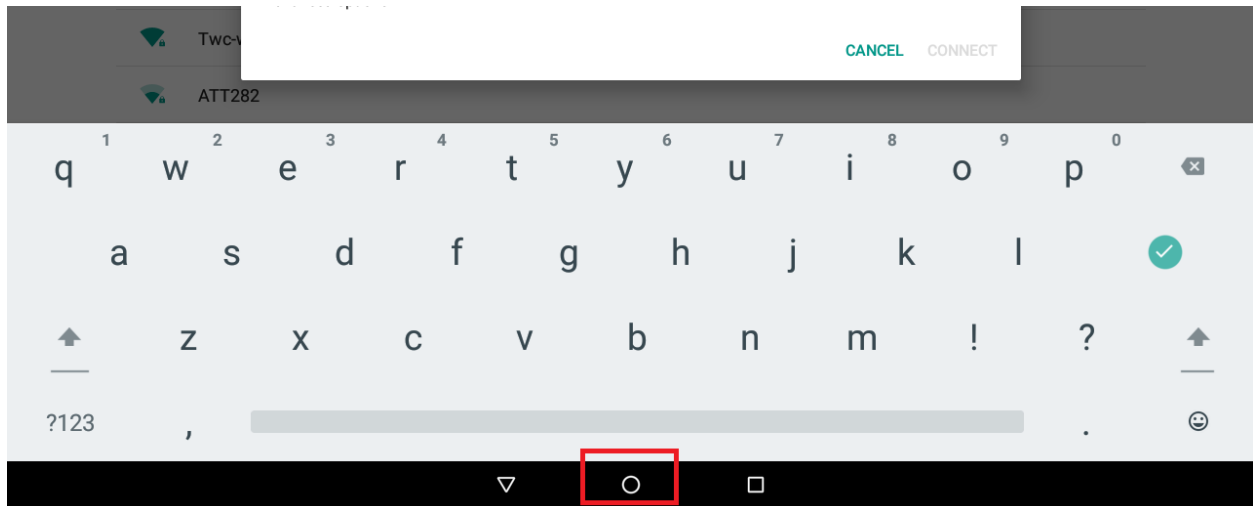 Twc-
CANCEL CONNECT
ATT282
1 2 3 4 5 6 7 8 9 0
q w e r t y u i o p
a s d f g h j k l
z x c v b n m ! ?
?123 , .